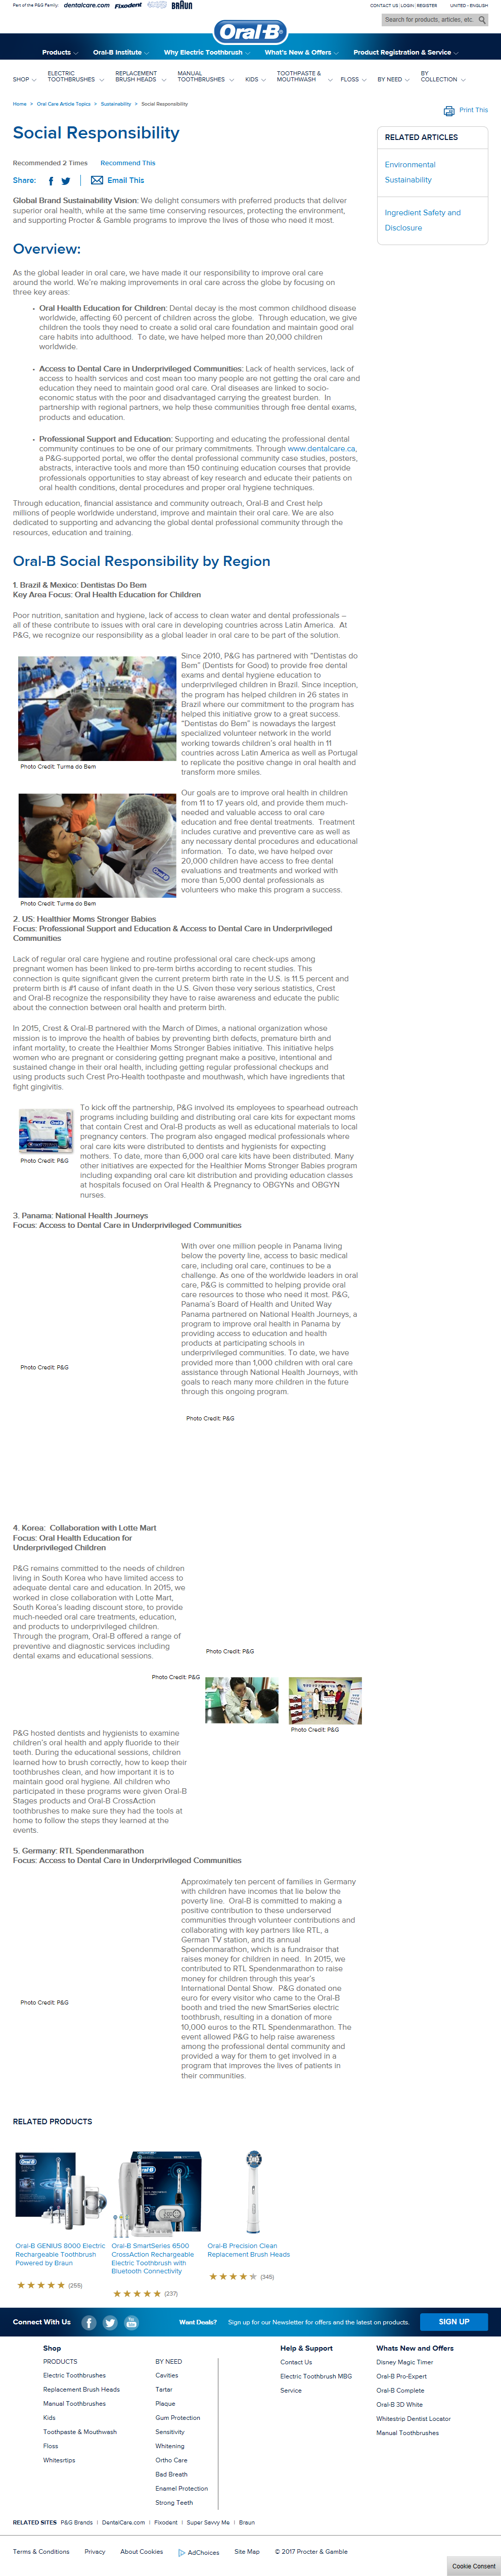 Part of the P&G Family: dentalcare.com Fixodent BRAUN
CONTACT US | LOGIN | REGISTER UNITED - ENGLISH
Search for products, articles, etc.
Oral-B
Products Oral-B Institute Why Electric Toothbrush What's New & Offers Product Registration & Service
SHOP ELECTRIC TOOTHBRUSHES REPLACEMENT BRUSH HEADS MANUAL TOOTHBRUSHES KIDS TOOTHPASTE & MOUTHWASH FLOSS BY NEED BY COLLECTION
Home > Oral Care Article Topics > Sustainability > Social Responsibility
Print This
Social Responsibility
Recommended 2 Times Recommend This
Share: Email This
RELATED ARTICLES
Environmental
Sustainability
Ingredient Safety and
Disclosure
Global Brand Sustainability Vision: We delight consumers with preferred products that deliver
superior oral health, while at the same time conserving resources, protecting the environment,
and supporting Procter & Gamble programs to improve the lives of those who need it most.
Overview:
As the global leader in oral care, we have made it our responsibility to improve oral care
around the world. We're making improvements in oral care across the globe by focusing on
three key areas:
• Oral Health Education for Children: Dental decay is the most common childhood disease
worldwide, affecting 60 percent of children across the globe. Through education, we give
children the tools they need to create a solid oral care foundation and maintain good oral
care habits into adulthood. To date, we have helped more than 20,000 children
worldwide.
• Access to Dental Care in Underprivileged Communities: Lack of health services, lack of
access to health services and cost mean too many people are not getting the oral care and
education they need to maintain good oral care. Oral diseases are linked to socio-
economic status with the poor and disadvantaged carrying the greatest burden. In
partnership with regional partners, we help these communities through free dental exams,
products and education.
• Professional Support and Education: Supporting and educating the professional dental
community continues to be one of our primary commitments. Through www.dentalcare.ca,
a P&G-supported portal, we offer the dental professional community case studies, posters,
abstracts, interactive tools and more than 150 continuing education courses that provide
professionals opportunities to stay abreast of key research and educate their patients on
oral health conditions, dental procedures and proper oral hygiene techniques.
Through education, financial assistance and community outreach, Oral-B and Crest help
millions of people worldwide understand, improve and maintain their oral care. We are also
dedicated to supporting and advancing the global dental professional community through the
resources, education and training.
Oral-B Social Responsibility by Region
1. Brazil & Mexico: Dentistas Do Bem
Key Area Focus: Oral Health Education for Children
Poor nutrition, sanitation and hygiene, lack of access to clean water and dental professionals –
all of these contribute to issues with oral care in developing countries across Latin America. At
P&G, we recognize our responsibility as a global leader in oral care to be part of the solution.
Since 2010, P&G has partnered with "Dentistas do
Bem" (Dentists for Good) to provide free dental
exams and dental hygiene education to
underprivileged children in Brazil. Since inception,
the program has helped children in 26 states in
Brazil where our commitment to the program has
helped this initiative grow to a great success.
"Dentistas do Bem" is nowadays the largest
specialized volunteer network in the world
working towards children's oral health in 11
countries across Latin America as well as Portugal
to replicate the positive change in oral health and
transform more smiles.
Photo Credit: Turma do Bem
Our goals are to improve oral health in children
from 11 to 17 years old, and provide them much-
needed and valuable access to oral care
education and free dental treatments. Treatment
includes curative and preventive care as well as
any necessary dental procedures and educational
information. To date, we have helped over
20,000 children have access to free dental
evaluations and treatments and worked with
more than 5,000 dental professionals as
volunteers who make this program a success.
Photo Credit: Turma do Bem
2. US: Healthier Moms Stronger Babies
Focus: Professional Support and Education & Access to Dental Care in Underprivileged
Communities
Lack of regular oral care hygiene and routine professional oral care check-ups among
pregnant women has been linked to pre-term births according to recent studies. This
connection is quite significant given the current preterm birth rate in the U.S. is 11.5 percent and
preterm birth is #1 cause of infant death in the U.S. Given these very serious statistics, Crest
and Oral-B recognize the responsibility they have to raise awareness and educate the public
about the connection between oral health and preterm birth.
In 2015, Crest & Oral-B partnered with the March of Dimes, a national organization whose
mission is to improve the health of babies by preventing birth defects, premature birth and
infant mortality, to create the Healthier Moms Stronger Babies initiative. This initiative helps
women who are pregnant or considering getting pregnant make a positive, intentional and
sustained change in their oral health, including getting regular professional checkups and
using products such Crest Pro-Health toothpaste and mouthwash, which have ingredients that
fight gingivitis.
To kick off the partnership, P&G involved its employees to spearhead outreach
programs including building and distributing oral care kits for expectant moms
that contain Crest and Oral-B products as well as educational materials to local
pregnancy centers. The program also engaged medical professionals where
oral care kits were distributed to dentists and hygienists for expecting
mothers. To date, more than 6,000 oral care kits have been distributed. Many
other initiatives are expected for the Healthier Moms Stronger Babies program
including expanding oral care kit distribution and providing education classes
at hospitals focused on Oral Health & Pregnancy to OBGYNs and OBGYN
nurses.
Photo Credit: P&G
3. Panama: National Health Journeys
Focus: Access to Dental Care in Underprivileged Communities
With over one million people in Panama living
below the poverty line, access to basic medical
care, including oral care, continues to be a
challenge. As one of the worldwide leaders in oral
care, P&G is committed to helping provide oral
care resources to those who need it most. P&G,
Panama's Board of Health and United Way
Panama partnered on National Health Journeys, a
program to improve oral health in Panama by
providing access to education and health
products at participating schools in
underprivileged communities. To date, we have
provided more than 1,000 children with oral care
assistance through National Health Journeys, with
goals to reach many more children in the future
through this ongoing program.
Photo Credit: P&G
Photo Credit: P&G
4. Korea: Collaboration with Lotte Mart
Focus: Oral Health Education for
Underprivileged Children
P&G remains committed to the needs of children
living in South Korea who have limited access to
adequate dental care and education. In 2015, we
worked in close collaboration with Lotte Mart,
South Korea's leading discount store, to provide
much-needed oral care treatments, education,
and products to underprivileged children.
Through the program, Oral-B offered a range of
preventive and diagnostic services including
dental exams and educational sessions.
Photo Credit: P&G
Photo Credit: P&G
Photo Credit: P&G
P&G hosted dentists and hygienists to examine
children's oral health and apply fluoride to their
teeth. During the educational sessions, children
learned how to brush correctly, how to keep their
toothbrushes clean, and how important it is to
maintain good oral hygiene. All children who
participated in these programs were given Oral-B
Stages products and Oral-B CrossAction
toothbrushes to make sure they had the tools at
home to follow the steps they learned at the
events.
5. Germany: RTL Spendenmarathon
Focus: Access to Dental Care in Underprivileged Communities
Approximately ten percent of families in Germany
with children have incomes that lie below the
poverty line. Oral-B is committed to making a
positive contribution to these underserved
communities through volunteer contributions and
collaborating with key partners like RTL, a
German TV station, and its annual
Spendenmarathon, which is a fundraiser that
raises money for children in need. In 2015, we
contributed to RTL Spendenmarathon to raise
money for children through this year's
International Dental Show. P&G donated one
euro for every visitor who came to the Oral-B
booth and tried the new SmartSeries electric
toothbrush, resulting in a donation of more
10,000 euros to the RTL Spendenmarathon. The
event allowed P&G to help raise awareness
among the professional dental community and
provided a way for them to get involved in a
program that improves the lives of patients in
their communities.
Photo Credit: P&G
RELATED PRODUCTS
Oral-B GENIUS 8000 Electric
Rechargeable Toothbrush
Powered by Braun
(255)
Oral-B SmartSeries 6500
CrossAction Rechargeable
Electric Toothbrush with
Bluetooth Connectivity
(237)
Oral-B Precision Clean
Replacement Brush Heads
(345)
Connect With Us Want Deals? Sign up for our Newsletter for offers and the latest on products. SIGN UP
Shop
PRODUCTS
Electric Toothbrushes
Replacement Brush Heads
Manual Toothbrushes
Kids
Toothpaste & Mouthwash
Floss
Whitesrtips
BY NEED
Cavities
Tartar
Plaque
Gum Protection
Sensitivity
Whitening
Ortho Care
Bad Breath
Enamel Protection
Strong Teeth
Help & Support
Contact Us
Electric Toothbrush MBG
Service
Whats New and Offers
Disney Magic Timer
Oral-B Pro-Expert
Oral-B Complete
Oral-B 3D White
Whitestrip Dentist Locator
Manual Toothbrushes
RELATED SITES P&G Brands | DentalCare.com | Fixodent | Super Savvy Me | Braun
Terms & Conditions Privacy About Cookies AdChoices Site Map © 2017 Procter & Gamble
Cookie Consent